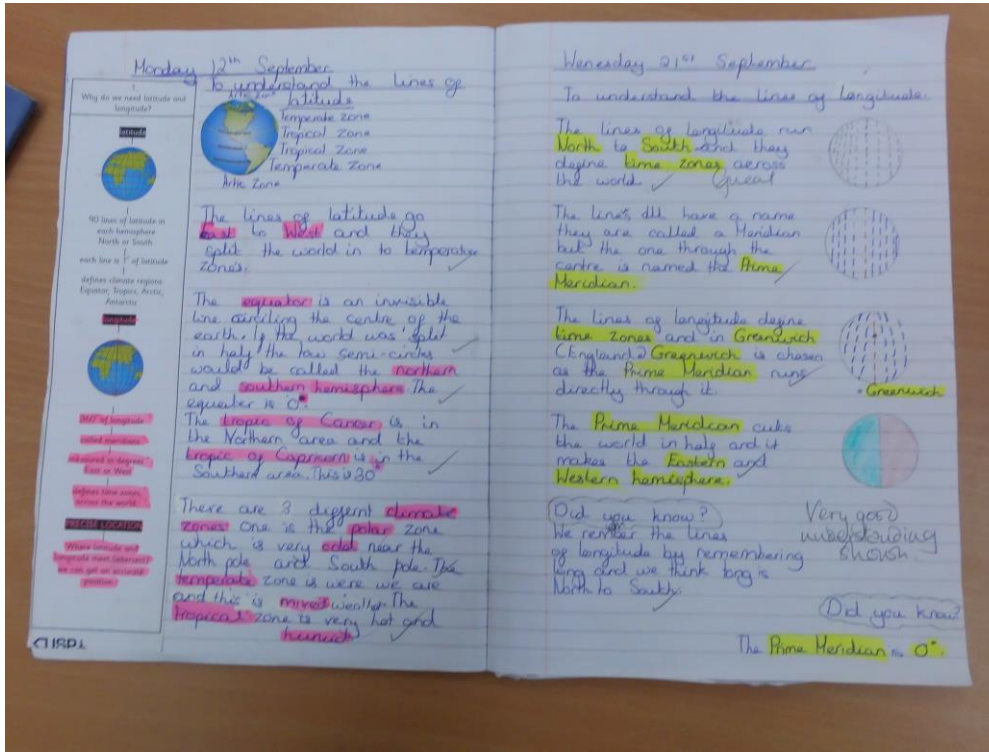 Monday 12th September
To understand the lines of
latitude
Why do we need latitude and
longitude?
latitude
90 lines of latitude in
each hemisphere
North or South
each line is 1° of latitude
defines climate regions
Equator, Tropics, Arctic,
Antarctic
longitude
360° of longitude
called meridians
measured in degrees
East or West
defines time zones
across the world
PRECISE LOCATION
Where latitude and
longitude meet (intersect)
we can get an accurate
position
CUSP
Artic Zone
Temperate Zone
Tropical Zone
Tropical Zone
Temperate Zone
Artic Zone
The lines of latitude go
East to West and they
split the world in to temperature
zones.
The equator is an invisible
line circling the centre of the
earth. If the world was split
in half the tow semi-circles
would be called the northern
and southern hemisphere. The
equater is 0°.
The tropic of Cancer is in
the Northern area and the
tropic of Capricorn is in the
Southern area. This is 30
There are 3 different climatic
zones. One is the polar zone
which is very cold near the
North pole and South pole. The
temperate zone is were we are
and this is mixed weather. The
tropical zone is very hot and
humid
Wenesday 21st September
To understand the lines of longitude.
The lines of longitude run
North to South and they
define time zones across
the world.
Great
The lines all have a name
they are called a Meridian
but the one through the
centre is named the Prime
Meridian.
The lines of longitude define
time zones and in Greenwich
(England) Greenwich is chosen
as the Prime Meridian runs
directly through it.
Greenwich
The Prime Meridian cuts
the world in half and it
makes the Eastern and
Western hemisphere.
Did you know?
We rember the lines
of longitude by remembering
long and we think long is
North to South.
Very good
understanding
shown
Did you know?
The Prime Meridian is 0°.